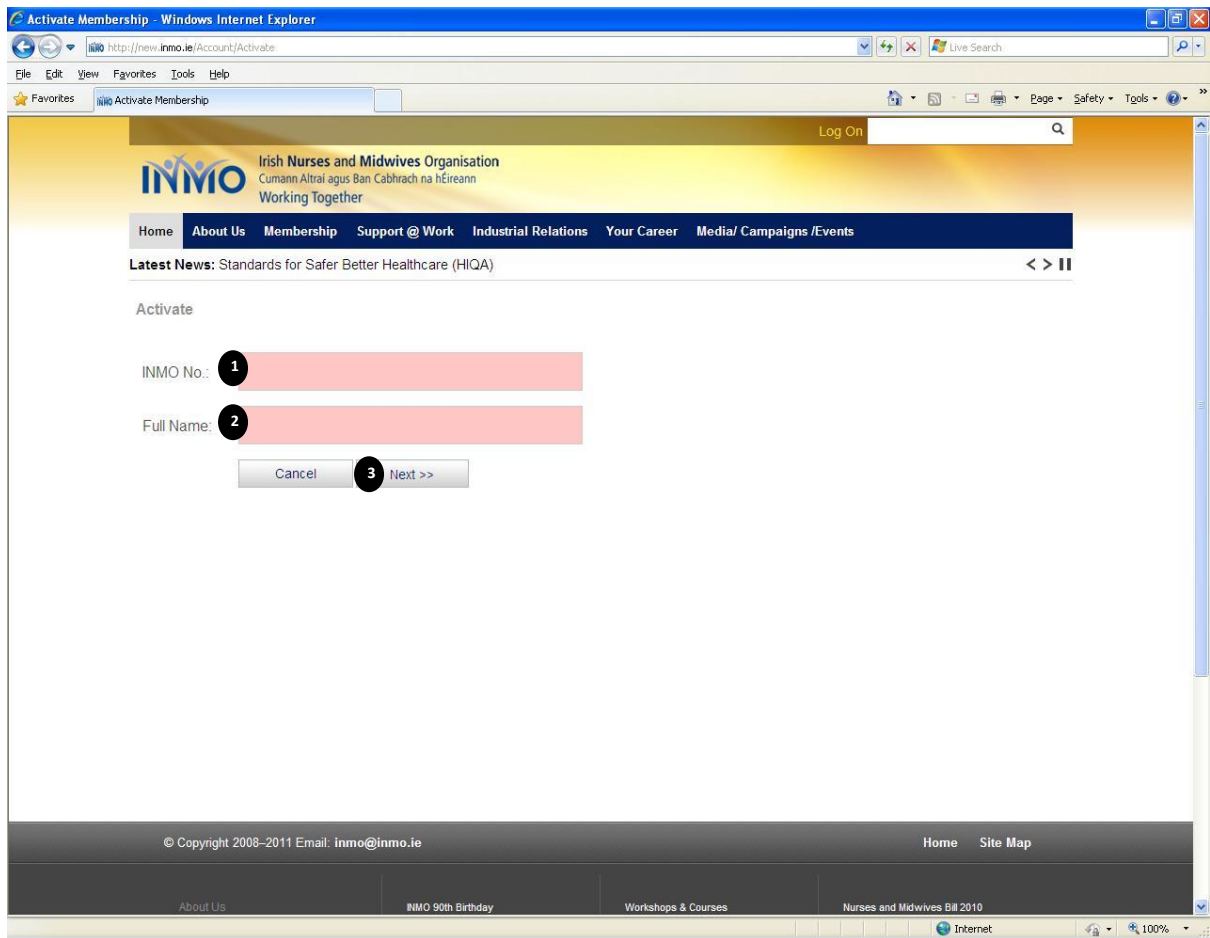 Activate Membership - Windows Internet Explorer
http://new.inmo.ie/Account/Activate
Live Search
File Edit View Favorites Tools Help
Favorites
Activate Membership
Page
Safety
Tools
Log On
INMO
Irish Nurses and Midwives Organisation
Cumann Altraí agus Ban Cabhrach na hÉireann
Working Together
Home About Us Membership Support @ Work Industrial Relations Your Career Media/ Campaigns /Events
Latest News: Standards for Safer Better Healthcare (HIQA)
< >
Activate
INMO No.: 1
Full Name: 2
Cancel 3 Next >>
© Copyright 2008–2011 Email: inmo@inmo.ie Home Site Map
About Us INMO 90th Birthday Workshops & Courses Nurses and Midwives Bill 2010
Internet 100%